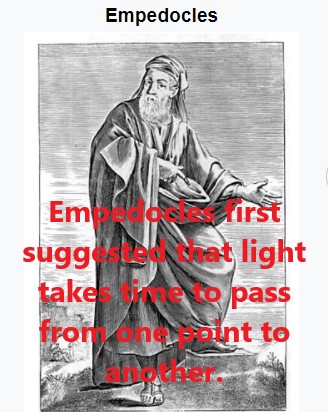 Empedocles
Empedocles first
suggested that light
takes time to pass
from one point to
another.